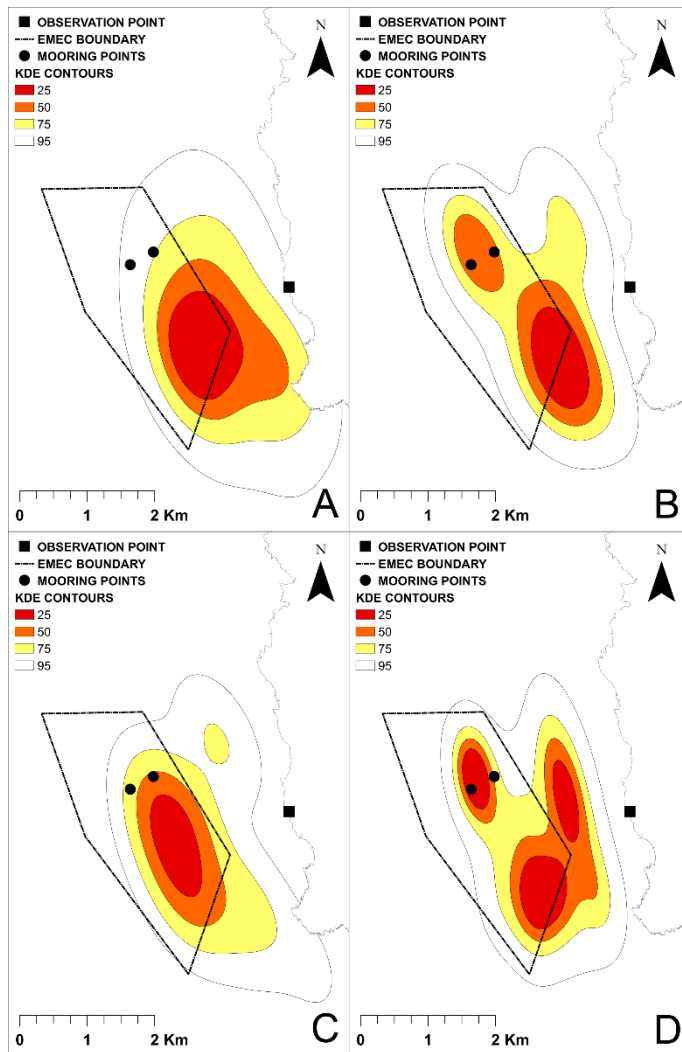 OBSERVATION POINT
EMEC BOUNDARY
MOORING POINTS
KDE CONTOURS
25
50
75
95
N
0 1 2 Km
A
OBSERVATION POINT
EMEC BOUNDARY
MOORING POINTS
KDE CONTOURS
25
50
75
95
N
0 1 2 Km
B
OBSERVATION POINT
EMEC BOUNDARY
MOORING POINTS
KDE CONTOURS
25
50
75
95
N
0 1 2 Km
C
OBSERVATION POINT
EMEC BOUNDARY
MOORING POINTS
KDE CONTOURS
25
50
75
95
N
0 1 2 Km
D